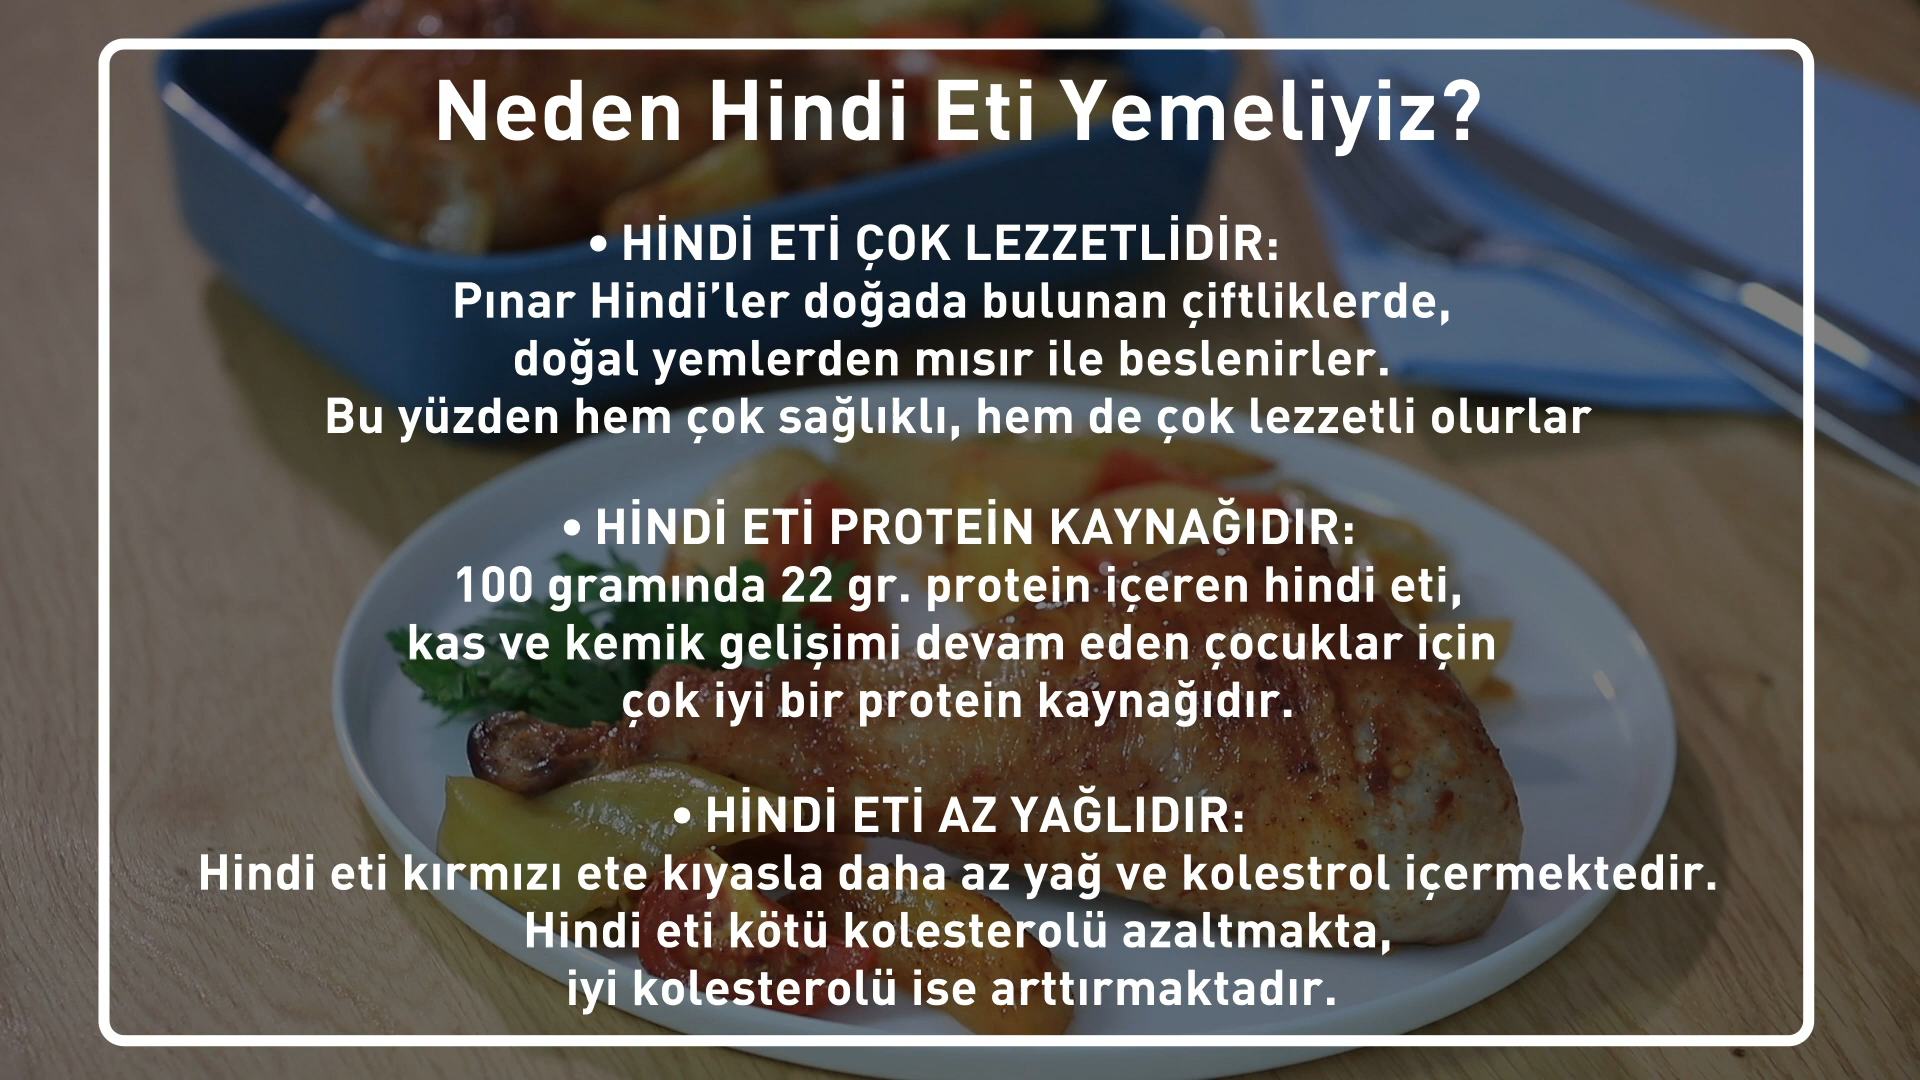 Neden Hindi Eti Yemeliyiz?
• HİNDİ ETİ ÇOK LEZZETLİDİR:
Pınar Hindi’ler doğada bulunan çiftliklerde,
doğal yemlerden mısır ile beslenirler.
Bu yüzden hem çok sağlıklı, hem de çok lezzetli olurlar
• HİNDİ ETİ PROTEİN KAYNAĞIDIR:
100 gramında 22 gr. protein içeren hindi eti,
kas ve kemik gelişimi devam eden çocuklar için
çok iyi bir protein kaynağıdır.
• HİNDİ ETİ AZ YAĞLIDIR:
Hindi eti kırmızı ete kıyasla daha az yağ ve kolestrol içermektedir.
Hindi eti kötü kolesterolü azaltmakta,
iyi kolesterolü ise arttırmaktadır.